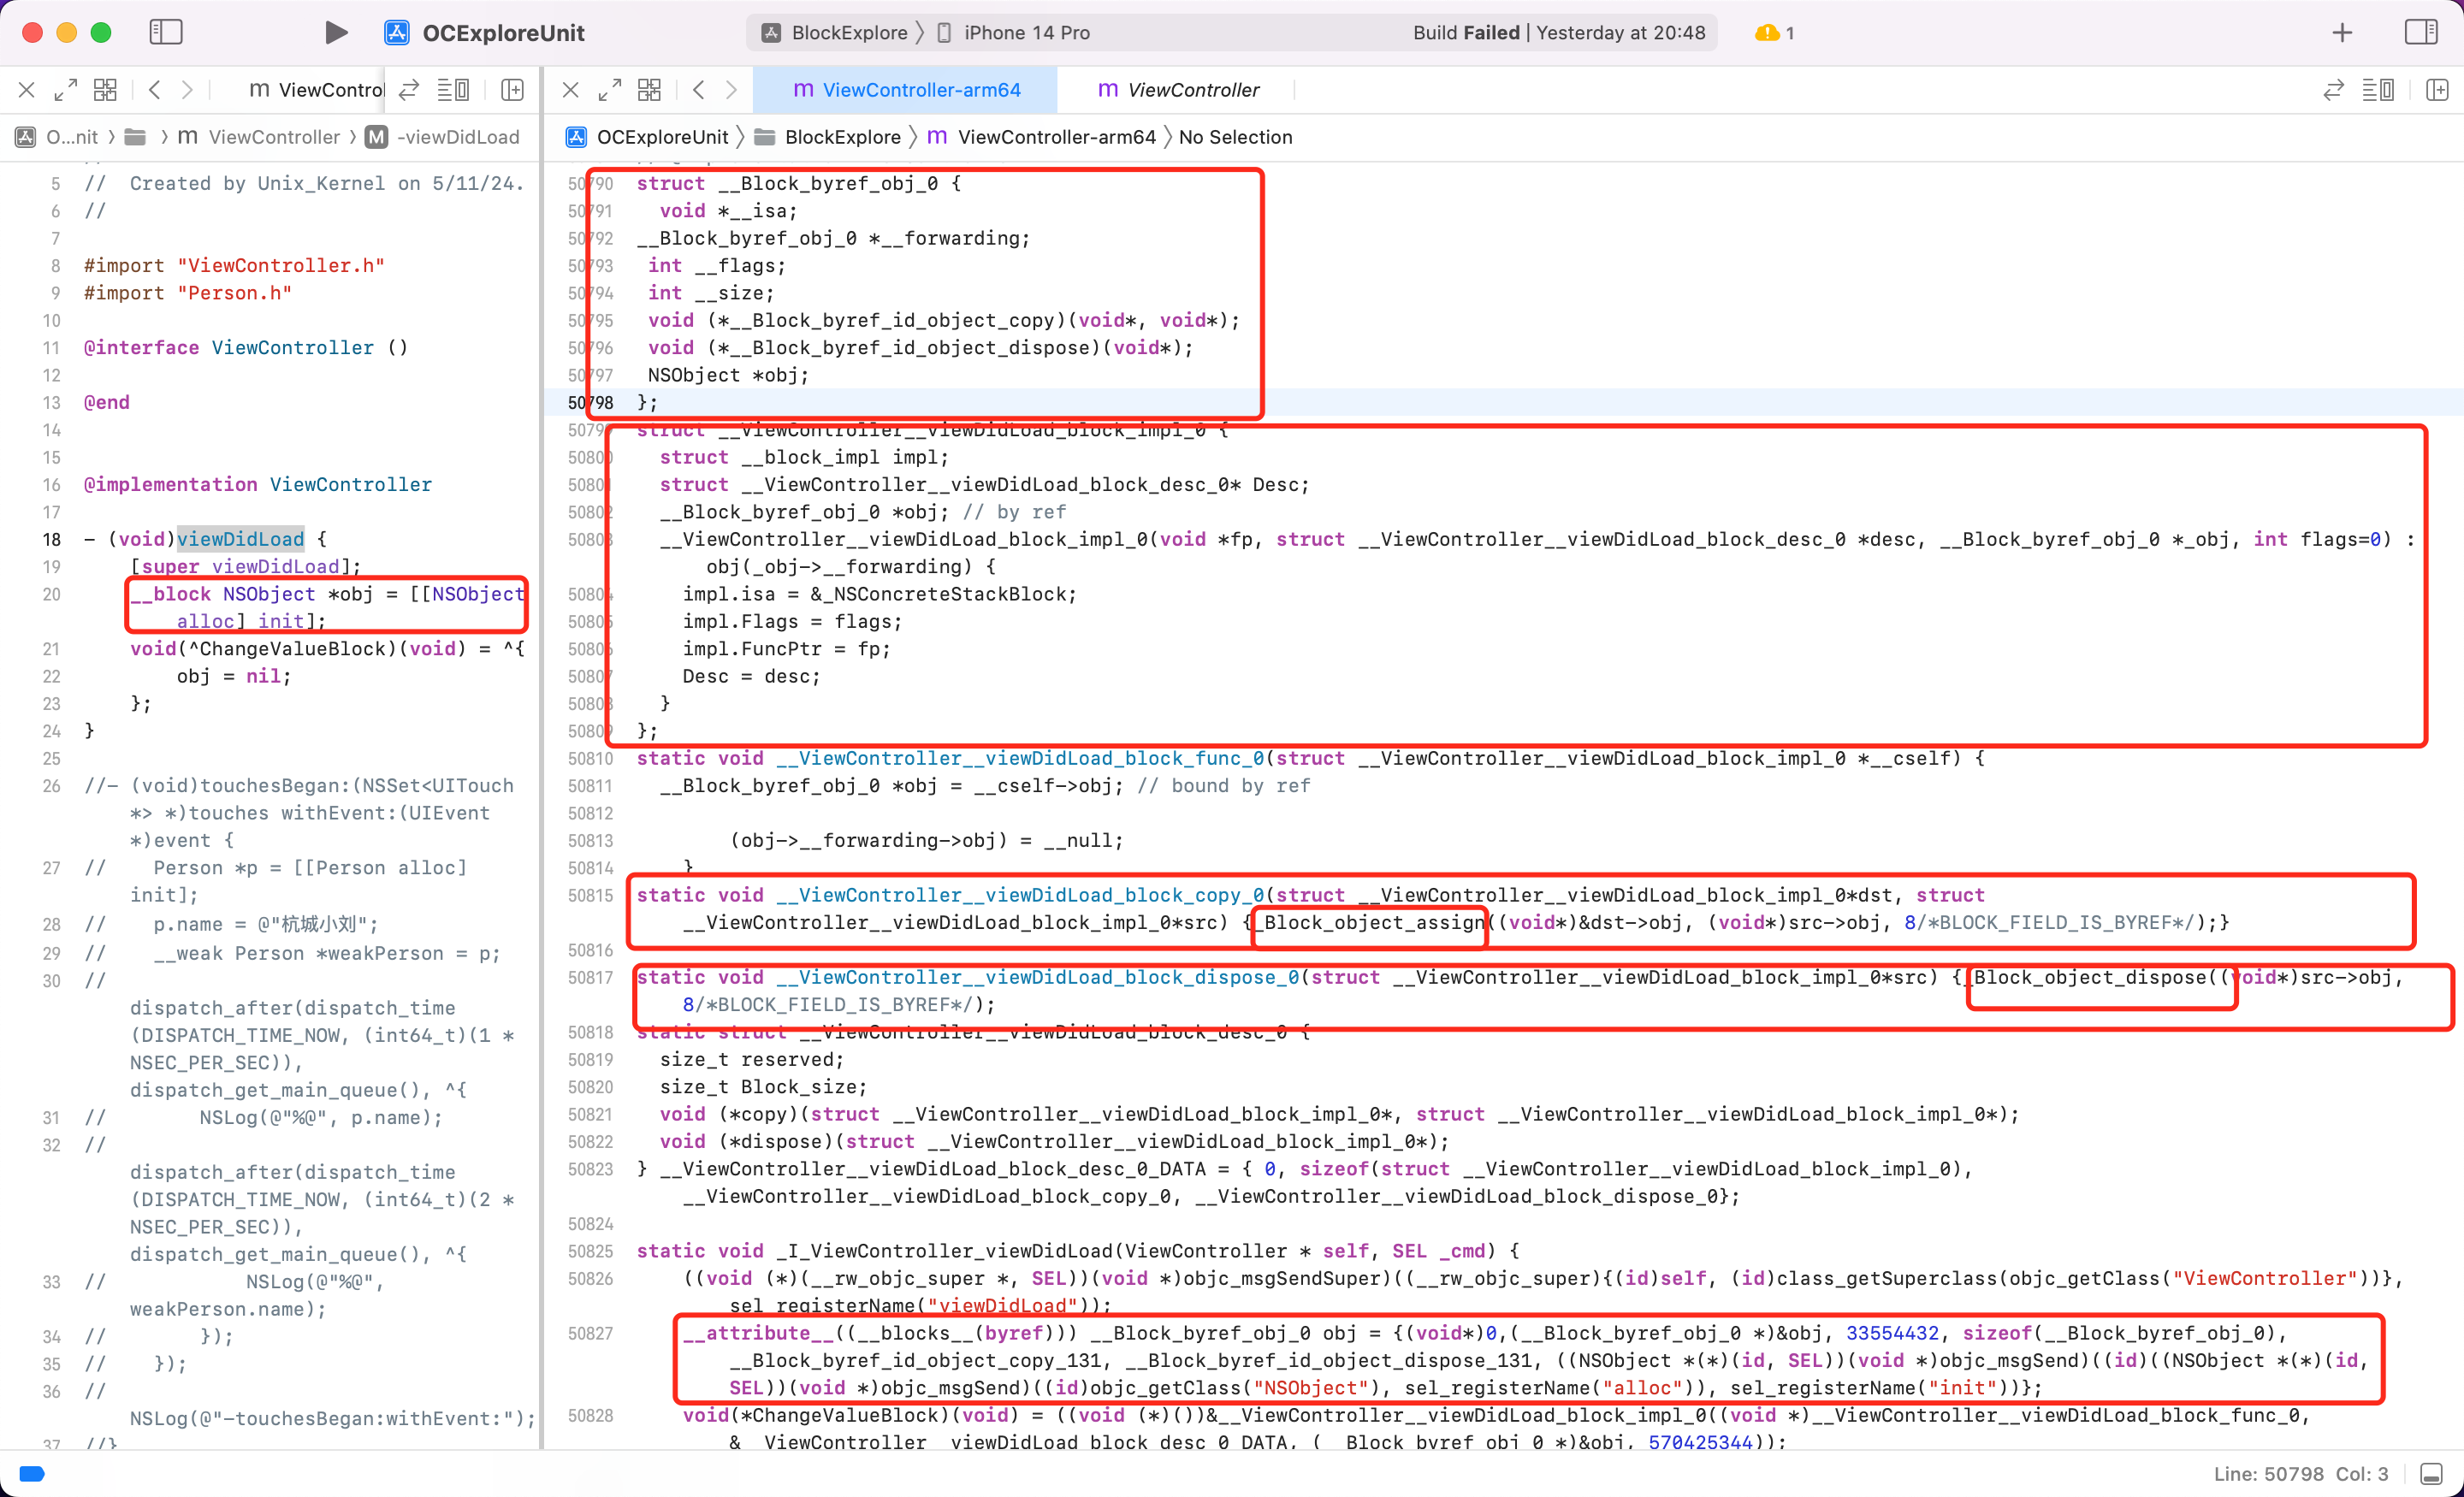 OCExploreUnit
BlockExplore 〉 iPhone 14 Pro
Build Failed | Yesterday at 20:48
1
m ViewControl
O...nit 〉 〉 m ViewController 〉 M -viewDidLoad
5 //  Created by Unix_Kernel on 5/11/24.
6 //
7
8 #import "ViewController.h"
9 #import "Person.h"
10
11 @interface ViewController ()
12
13 @end
14
15
16 @implementation ViewController
17
18 - (void)viewDidLoad {
19     [super viewDidLoad];
20     __block NSObject *obj = [[NSObject
        alloc] init];
21     void(^ChangeValueBlock)(void) = ^{
22         obj = nil;
23     };
24 }
25
26 //- (void)touchesBegan:(NSSet<UITouch
    *> *)touches withEvent:(UIEvent
    *)event {
27 //    Person *p = [[Person alloc]
    init];
28 //    p.name = @"杭城小刘";
29 //    __weak Person *weakPerson = p;
30 //
    dispatch_after(dispatch_time
    (DISPATCH_TIME_NOW, (int64_t)(1 *
    NSEC_PER_SEC)),
    dispatch_get_main_queue(), ^{
31 //        NSLog(@"%@", p.name);
32 //
    dispatch_after(dispatch_time
    (DISPATCH_TIME_NOW, (int64_t)(2 *
    NSEC_PER_SEC)),
    dispatch_get_main_queue(), ^{
33 //            NSLog(@"%@",
    weakPerson.name);
34 //        });
35 //    });
36 //
    NSLog(@"-touchesBegan:withEvent:");
37 //}
m ViewController-arm64
m ViewController
OCExploreUnit 〉 BlockExplore 〉 m ViewController-arm64 〉 No Selection
50790 struct __Block_byref_obj_0 {
50791   void *__isa;
50792 __Block_byref_obj_0 *__forwarding;
50793  int __flags;
50794  int __size;
50795  void (*__Block_byref_id_object_copy)(void*, void*);
50796  void (*__Block_byref_id_object_dispose)(void*);
50797  NSObject *obj;
50798 };
50799 struct __ViewController__viewDidLoad_block_impl_0 {
50800   struct __block_impl impl;
50801   struct __ViewController__viewDidLoad_block_desc_0* Desc;
50802   __Block_byref_obj_0 *obj; // by ref
50803   __ViewController__viewDidLoad_block_impl_0(void *fp, struct __ViewController__viewDidLoad_block_desc_0 *desc, __Block_byref_obj_0 *_obj, int flags=0) :
      obj(_obj->__forwarding) {
50804     impl.isa = &_NSConcreteStackBlock;
50805     impl.Flags = flags;
50806     impl.FuncPtr = fp;
50807     Desc = desc;
50808   }
50809 };
50810 static void __ViewController__viewDidLoad_block_func_0(struct __ViewController__viewDidLoad_block_impl_0 *__cself) {
50811   __Block_byref_obj_0 *obj = __cself->obj; // bound by ref
50812
50813         (obj->__forwarding->obj) = __null;
50814     }
50815 static void __ViewController__viewDidLoad_block_copy_0(struct __ViewController__viewDidLoad_block_impl_0*dst, struct
    __ViewController__viewDidLoad_block_impl_0*src) {_Block_object_assign((void*)&dst->obj, (void*)src->obj, 8/*BLOCK_FIELD_IS_BYREF*/);}
50816
50817 static void __ViewController__viewDidLoad_block_dispose_0(struct __ViewController__viewDidLoad_block_impl_0*src) {_Block_object_dispose((void*)src->obj,
    8/*BLOCK_FIELD_IS_BYREF*/);
50818 static struct __ViewController__viewDidLoad_block_desc_0 {
50819   size_t reserved;
50820   size_t Block_size;
50821   void (*copy)(struct __ViewController__viewDidLoad_block_impl_0*, struct __ViewController__viewDidLoad_block_impl_0*);
50822   void (*dispose)(struct __ViewController__viewDidLoad_block_impl_0*);
50823 } __ViewController__viewDidLoad_block_desc_0_DATA = { 0, sizeof(struct __ViewController__viewDidLoad_block_impl_0),
    __ViewController__viewDidLoad_block_copy_0, __ViewController__viewDidLoad_block_dispose_0};
50824
50825 static void _I_ViewController_viewDidLoad(ViewController * self, SEL _cmd) {
50826     ((void (*)(__rw_objc_super *, SEL))(void *)objc_msgSendSuper)((__rw_objc_super){(id)self, (id)class_getSuperclass(objc_getClass("ViewController"))},
        sel_registerName("viewDidLoad"));
50827     __attribute__((__blocks__(byref))) __Block_byref_obj_0 obj = {(void*)0,(__Block_byref_obj_0 *)&obj, 33554432, sizeof(__Block_byref_obj_0),
        __Block_byref_id_object_copy_131, __Block_byref_id_object_dispose_131, ((NSObject *(*)(id, SEL))(void *)objc_msgSend)((id)((NSObject *(*)(id,
        SEL))(void *)objc_msgSend)((id)objc_getClass("NSObject"), sel_registerName("alloc")), sel_registerName("init"))};
50828     void(*ChangeValueBlock)(void) = ((void (*)())&__ViewController__viewDidLoad_block_impl_0((void *)__ViewController__viewDidLoad_block_func_0,
        &__ViewController__viewDidLoad_block_desc_0_DATA, (__Block_byref_obj_0 *)&obj, 570425344));
Line: 50798  Col: 3